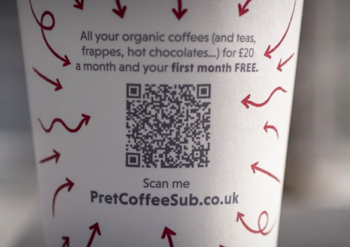 All your organic coffees (and teas,
frappes, hot chocolates...) for £20
a month and your first month FREE.
Scan me
PretCoffeeSub.co.uk